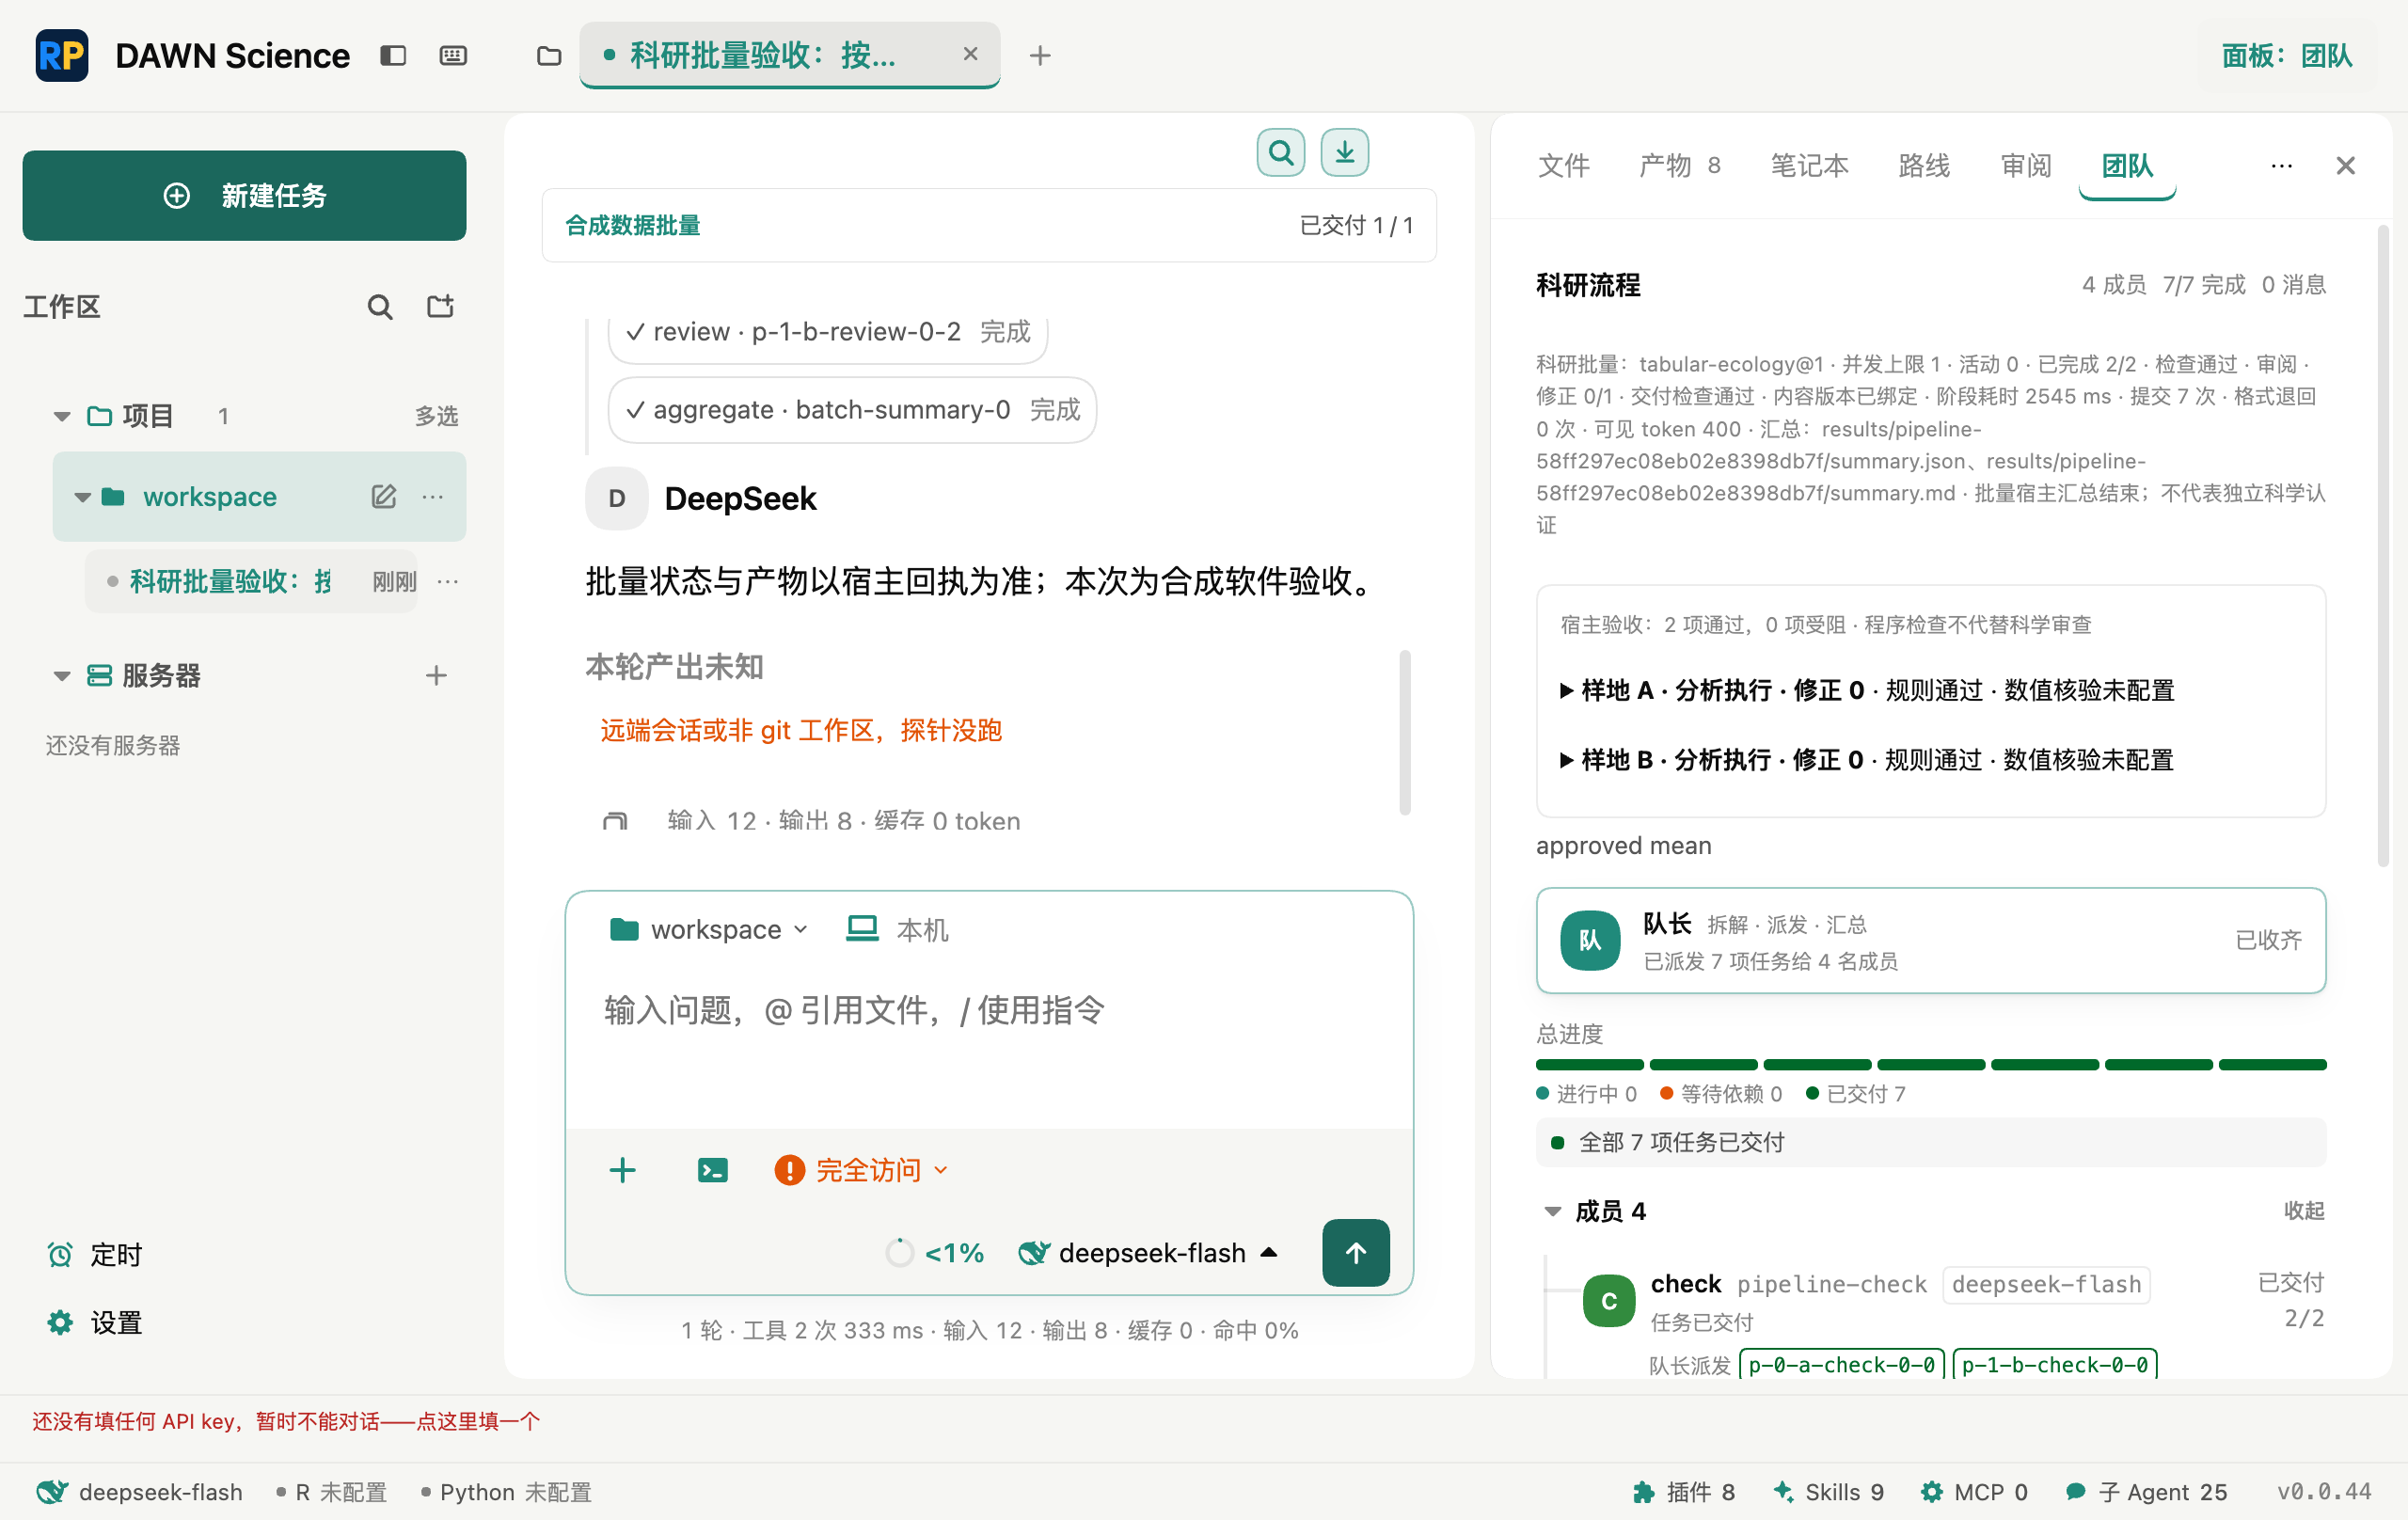 RP DAWN Science
科研批量验收：按...
面板：团队
新建任务
工作区
项目 1 多选
workspace
科研批量验收：按 刚刚
服务器
还没有服务器
定时
设置
合成数据批量 已交付 1 / 1
✓ review · p-1-b-review-0-2 完成
✓ aggregate · batch-summary-0 完成
D DeepSeek
批量状态与产物以宿主回执为准；本次为合成软件验收。
本轮产出未知
远端会话或非 git 工作区，探针没跑
输入 12 · 输出 8 · 缓存 0 token
workspace 本机
输入问题，@ 引用文件，/ 使用指令
完全访问
<1% deepseek-flash
1 轮 · 工具 2 次 333 ms · 输入 12 · 输出 8 · 缓存 0 · 命中 0%
文件 产物 8 笔记本 路线 审阅 团队 ···
科研流程 4 成员 7/7 完成 0 消息
科研批量：tabular-ecology@1 · 并发上限 1 · 活动 0 · 已完成 2/2 · 检查通过 · 审阅 ·
修正 0/1 · 交付检查通过 · 内容版本已绑定 · 阶段耗时 2545 ms · 提交 7 次 · 格式退回
0 次 · 可见 token 400 · 汇总：results/pipeline-
58ff297ec08eb02e8398db7f/summary.json、results/pipeline-
58ff297ec08eb02e8398db7f/summary.md · 批量宿主汇总结束；不代表独立科学认
证
宿主验收：2 项通过，0 项受阻 · 程序检查不代替科学审查
样地 A · 分析执行 · 修正 0 · 规则通过 · 数值核验未配置
样地 B · 分析执行 · 修正 0 · 规则通过 · 数值核验未配置
approved mean
队 队长 拆解 · 派发 · 汇总
已派发 7 项任务给 4 名成员
已收齐
总进度
进行中 0 等待依赖 0 已交付 7
全部 7 项任务已交付
成员 4 收起
C check pipeline-check deepseek-flash 已交付
任务已交付 2/2
队长派发 p-0-a-check-0-0 p-1-b-check-0-0
还没有填任何 API key，暂时不能对话——点这里填一个
deepseek-flash R 未配置 Python 未配置
插件 8 Skills 9 MCP 0 子 Agent 25 v0.0.44